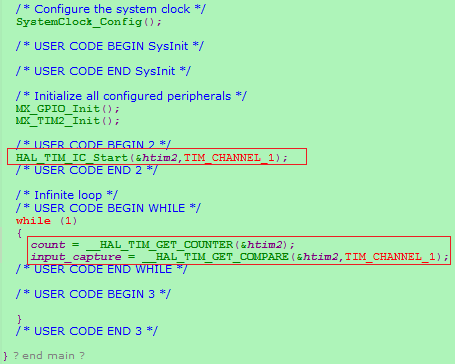 /* Configure the system clock */
SystemClock_Config();
/* USER CODE BEGIN SysInit */
/* USER CODE END SysInit */
/* Initialize all configured peripherals */
MX_GPIO_Init();
MX_TIM2_Init();
/* USER CODE BEGIN 2 */
HAL_TIM_IC_Start(&htim2,TIM_CHANNEL_1);
/* USER CODE END 2 */
/* Infinite loop */
/* USER CODE BEGIN WHILE */
while (1)
{
count = __HAL_TIM_GET_COUNTER(&htim2);
input_capture = __HAL_TIM_GET_COMPARE(&htim2,TIM_CHANNEL_1);
/* USER CODE END WHILE */
/* USER CODE BEGIN 3 */
}
/* USER CODE END 3 */
} ? end main ?